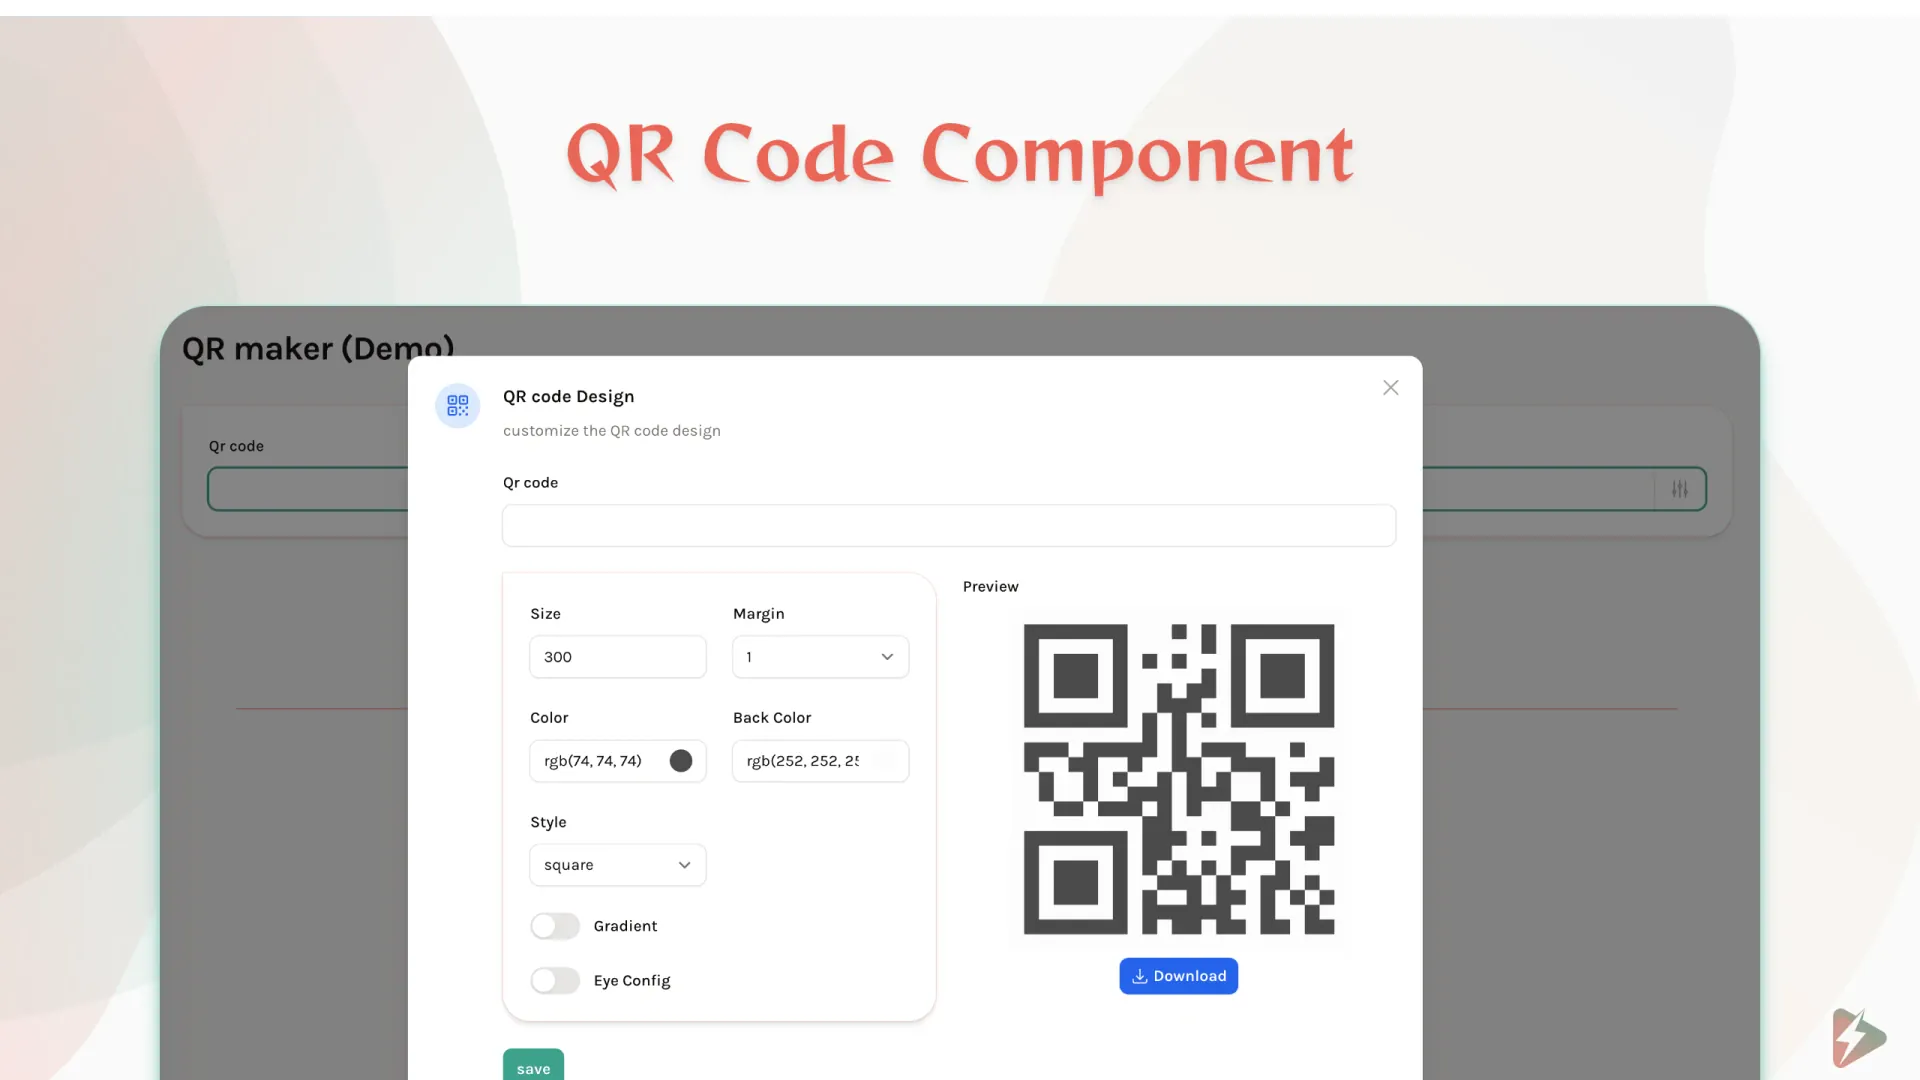 QR Code Component
QR maker (Demo)
QR code Design
customize the QR code design
Qr code
Qr code
Preview
Size
Margin
300
1
Color
Back Color
rgb(74, 74, 74)
rgb(252, 252, 25
Style
square
Gradient
Eye Config
Download
save